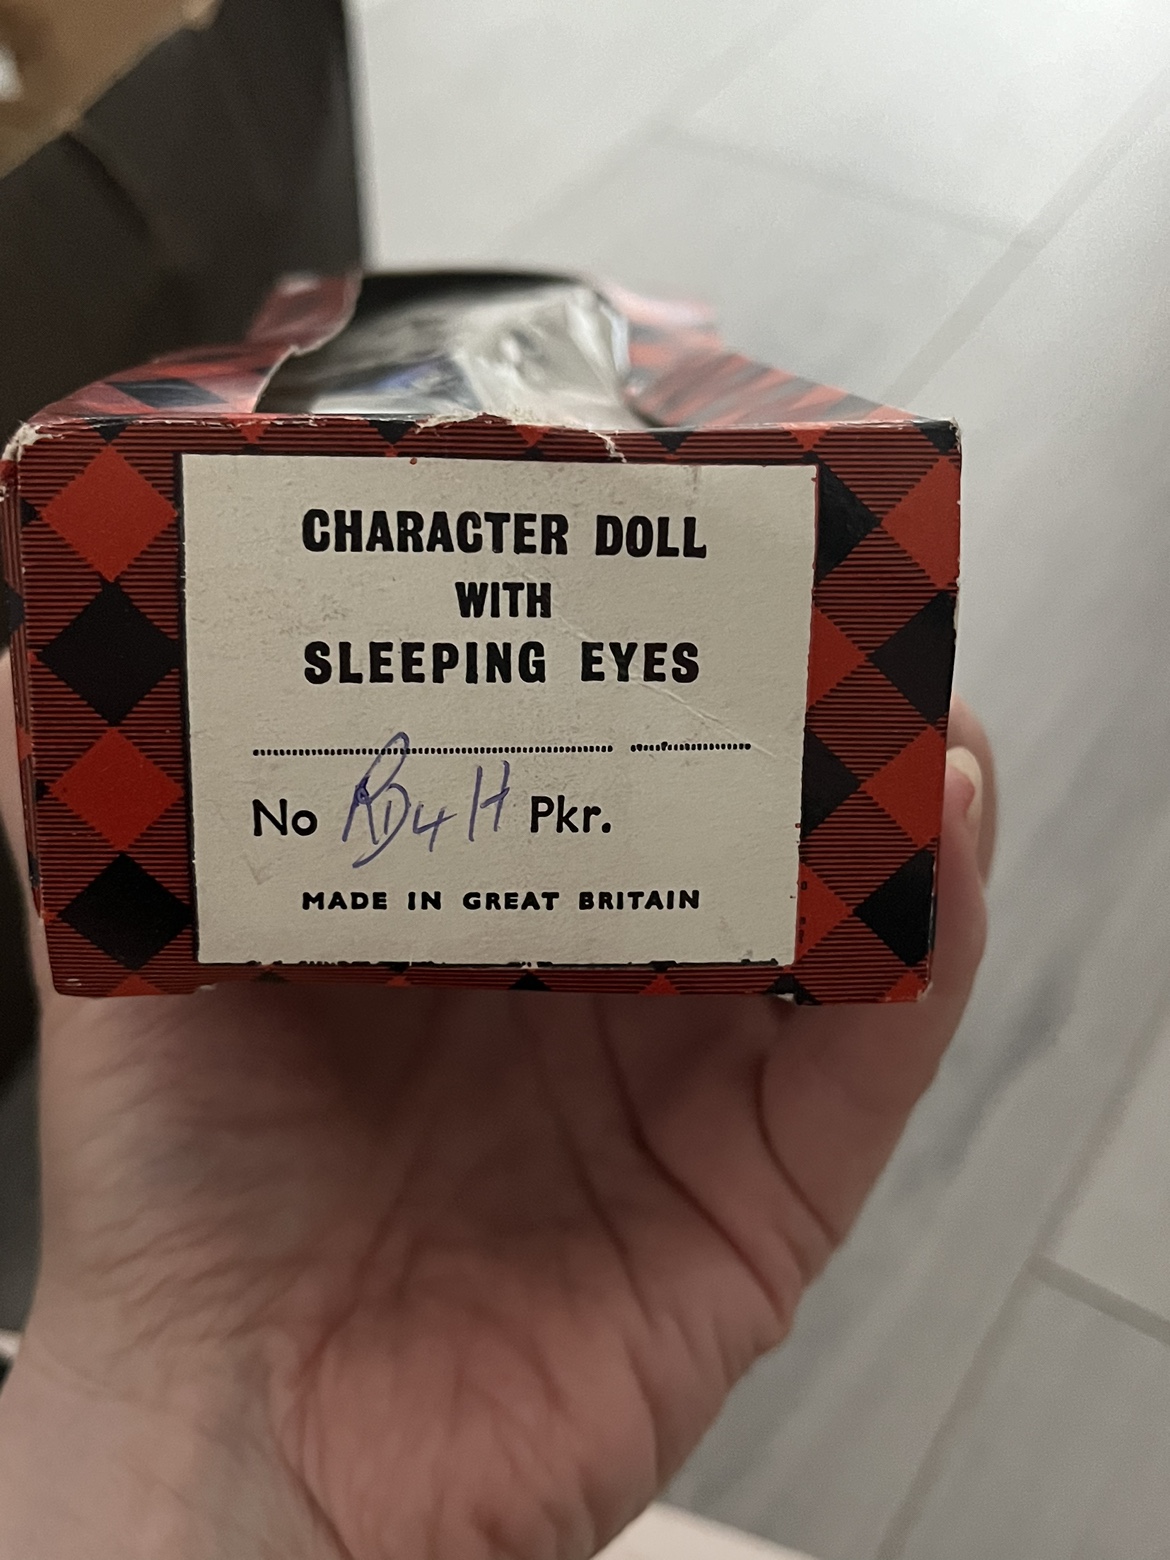 CHARACTER DOLL
WITH
SLEEPING EYES
No RD4H Pkr.
MADE IN GREAT BRITAIN